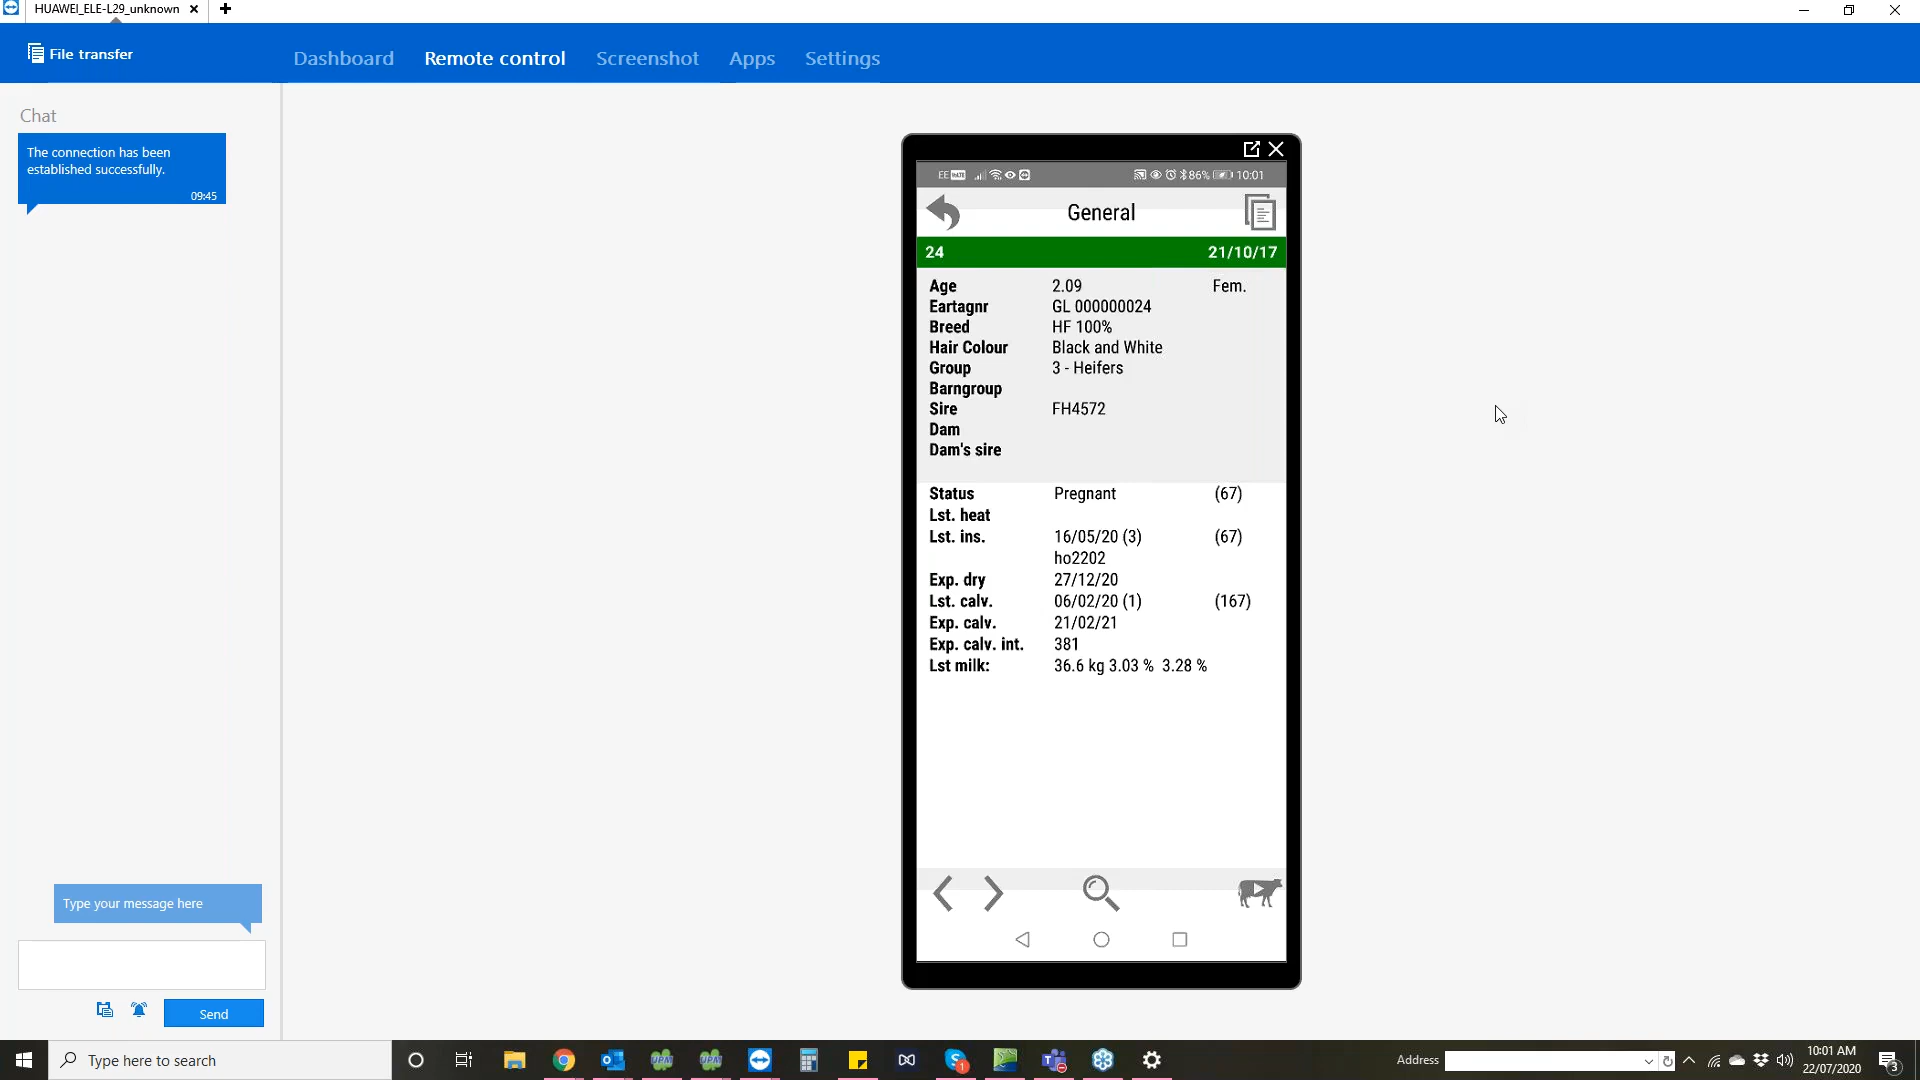 HUAWEI_ELE-L29_unknown
File transfer
Dashboard Remote control Screenshot Apps Settings
Chat
The connection has been
established successfully.
09:45
EE 86% 10:01
General
24 21/10/17
Age 2.09 Fem.
Eartagnr GL 000000024
Breed HF 100%
Hair Colour Black and White
Group 3 - Heifers
Barngroup
Sire FH4572
Dam
Dam's sire
Status Pregnant (67)
Lst. heat
Lst. ins. 16/05/20 (3) (67)
ho2202
Exp. dry 27/12/20
Lst. calv. 06/02/20 (1) (167)
Exp. calv. 21/02/21
Exp. calv. int. 381
Lst milk: 36.6 kg 3.03 % 3.28 %
Type your message here
Send
Type here to search
UPM
UPM
1
Address
10:01 AM
22/07/2020
3